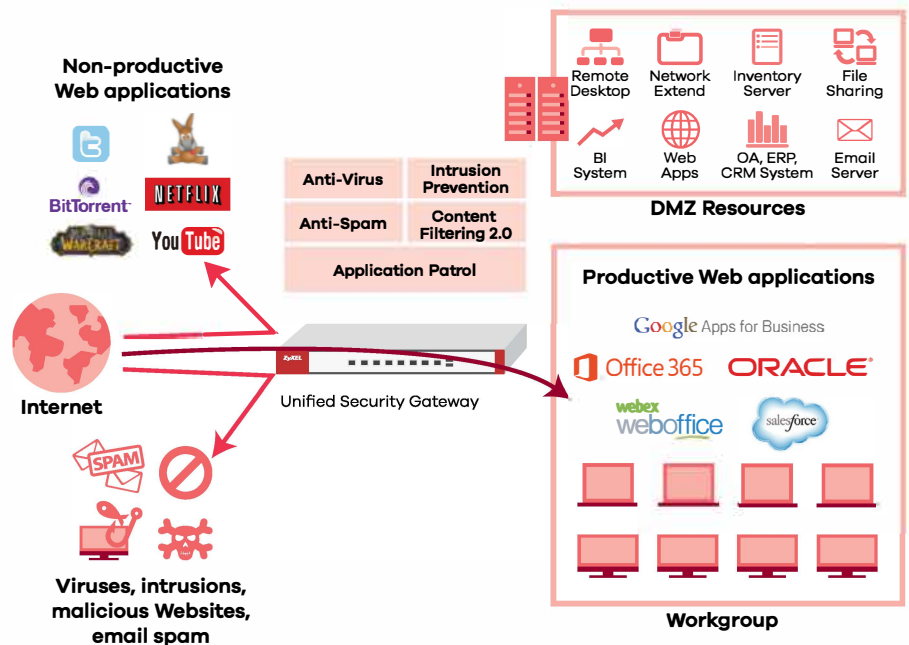 Non-productive
Web applications
BitTorrent
NETFLIX
WARCRAFT
YouTube
Internet
SPAM
Viruses, intrusions,
malicious Websites,
email spam
Anti-Virus
Intrusion
Prevention
Anti-Spam
Content
Filtering 2.0
Application Patrol
ZyXEL
Unified Security Gateway
Remote
Desktop
Network
Extend
Inventory
Server
File
Sharing
BI
System
Web
Apps
OA, ERP,
CRM System
Email
Server
DMZ Resources
Productive Web applications
Google Apps for Business
Office 365
ORACLE
webex
weboffice
salesforce
Workgroup